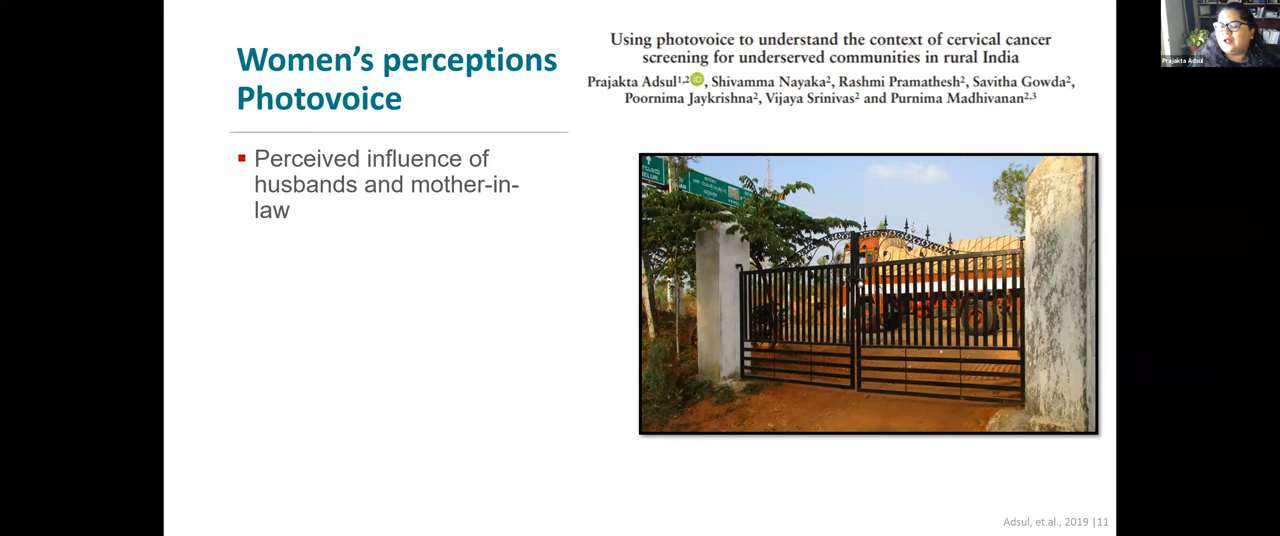 Women's perceptions
Photovoice
▪ Perceived influence of
husbands and mother-in-
law
Using photovoice to understand the context of cervical cancer
screening for underserved communities in rural India
Prajakta Adsul¹,², Shivamma Nayaka², Rashmi Pramathesh², Savitha Gowda²,
Poornima Jaykrishna², Vijaya Srinivas² and Purnima Madhivanan²,³
Prajakta Adsul
Adsul, et.al., 2019 |11